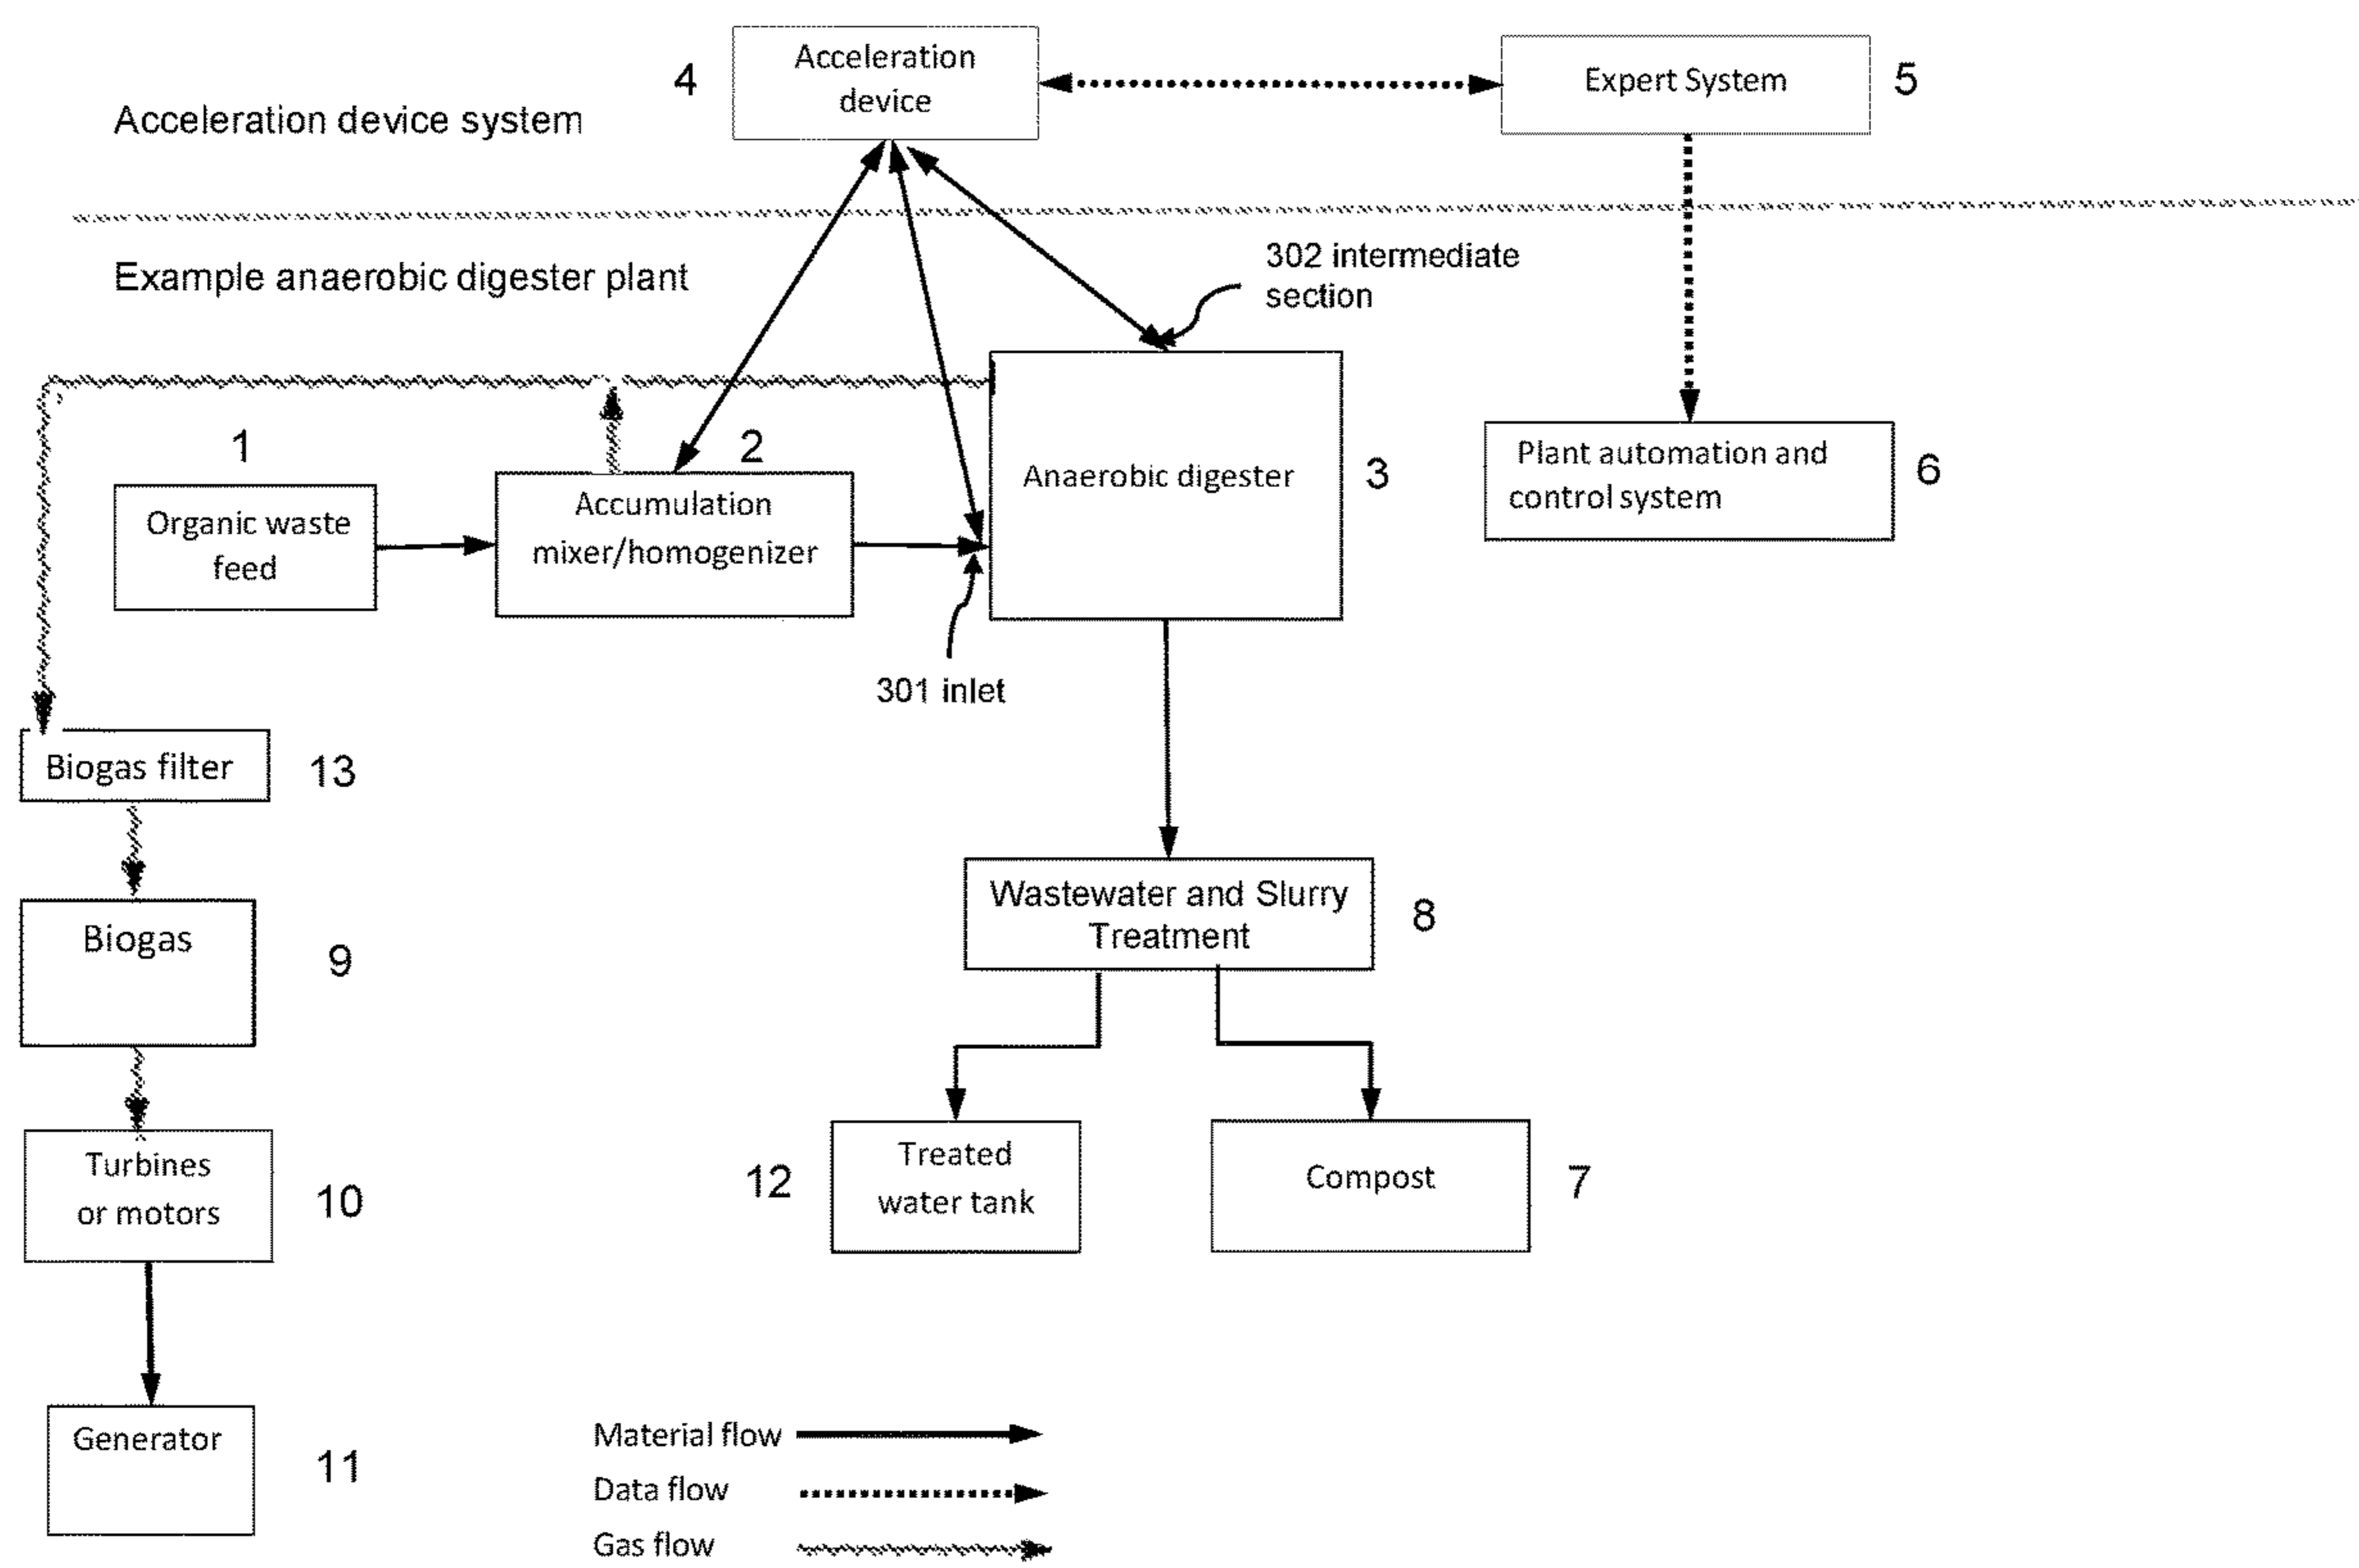 4
Acceleration
device
Expert System
5
Acceleration device system
Example anaerobic digester plant
302 intermediate
section
1
2
Organic waste
feed
Accumulation
mixer/homogenizer
Anaerobic digester
3
Plant automation and
control system
6
301 inlet
Biogas filter
13
Wastewater and Slurry
Treatment
8
Biogas
9
Turbines
or motors
10
12
Treated
water tank
Compost
7
Generator
11
Material flow
Data flow
Gas flow